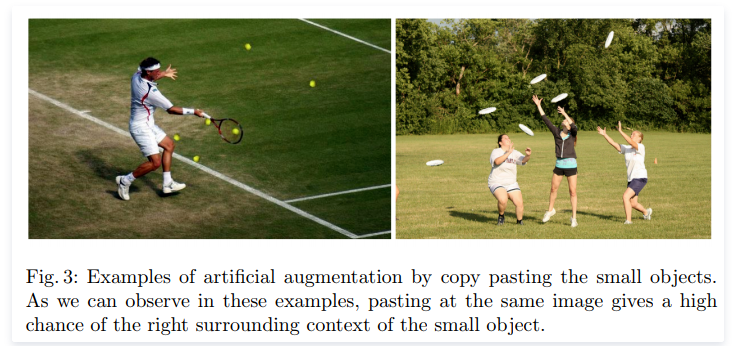 Fig. 3: Examples of artificial augmentation by copy pasting the small objects.
As we can observe in these examples, pasting at the same image gives a high
chance of the right surrounding context of the small object.